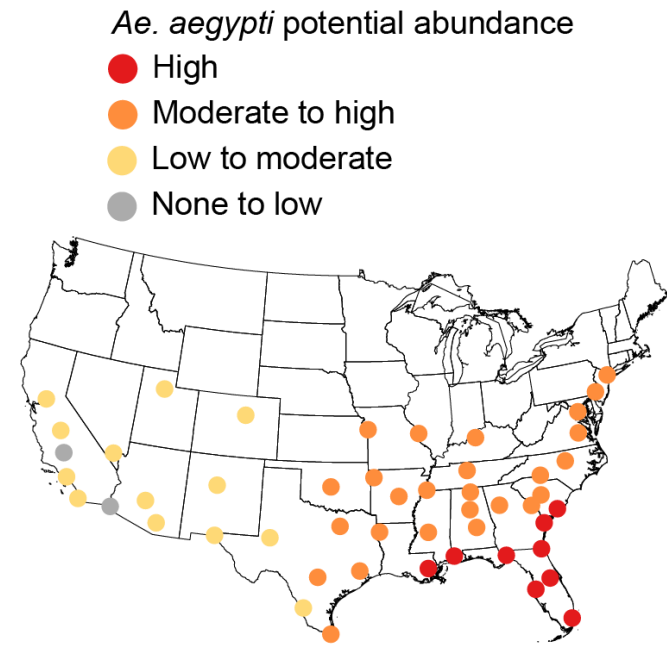 Ae. aegypti potential abundance
High
Moderate to high
Low to moderate
None to low